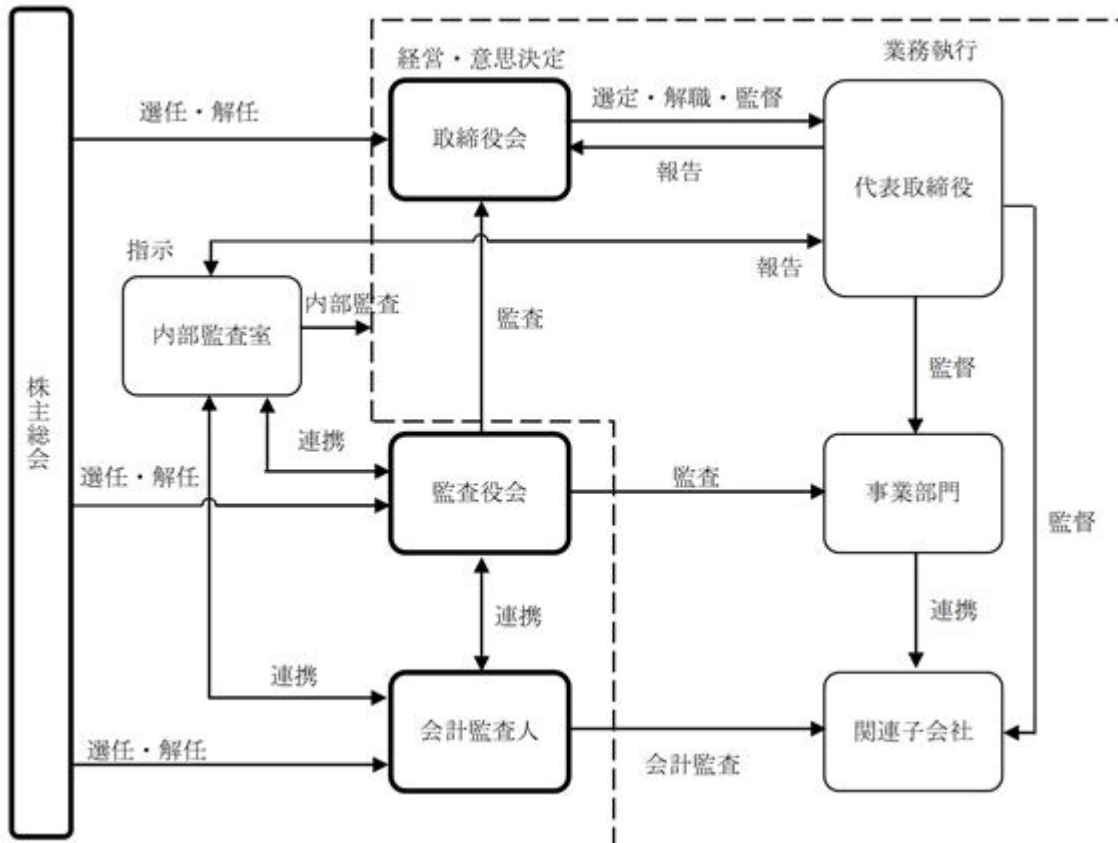 経営・意思決定
業務執行
選任・解任
取締役会
選定・解職・監督
報告
代表取締役
指示
報告
内部監査室
内部監査
監査
監督
株主総会
連携
選任・解任
監査役会
監査
事業部門
監督
連携
連携
連携
会計監査人
関連子会社
選任・解任
会計監査